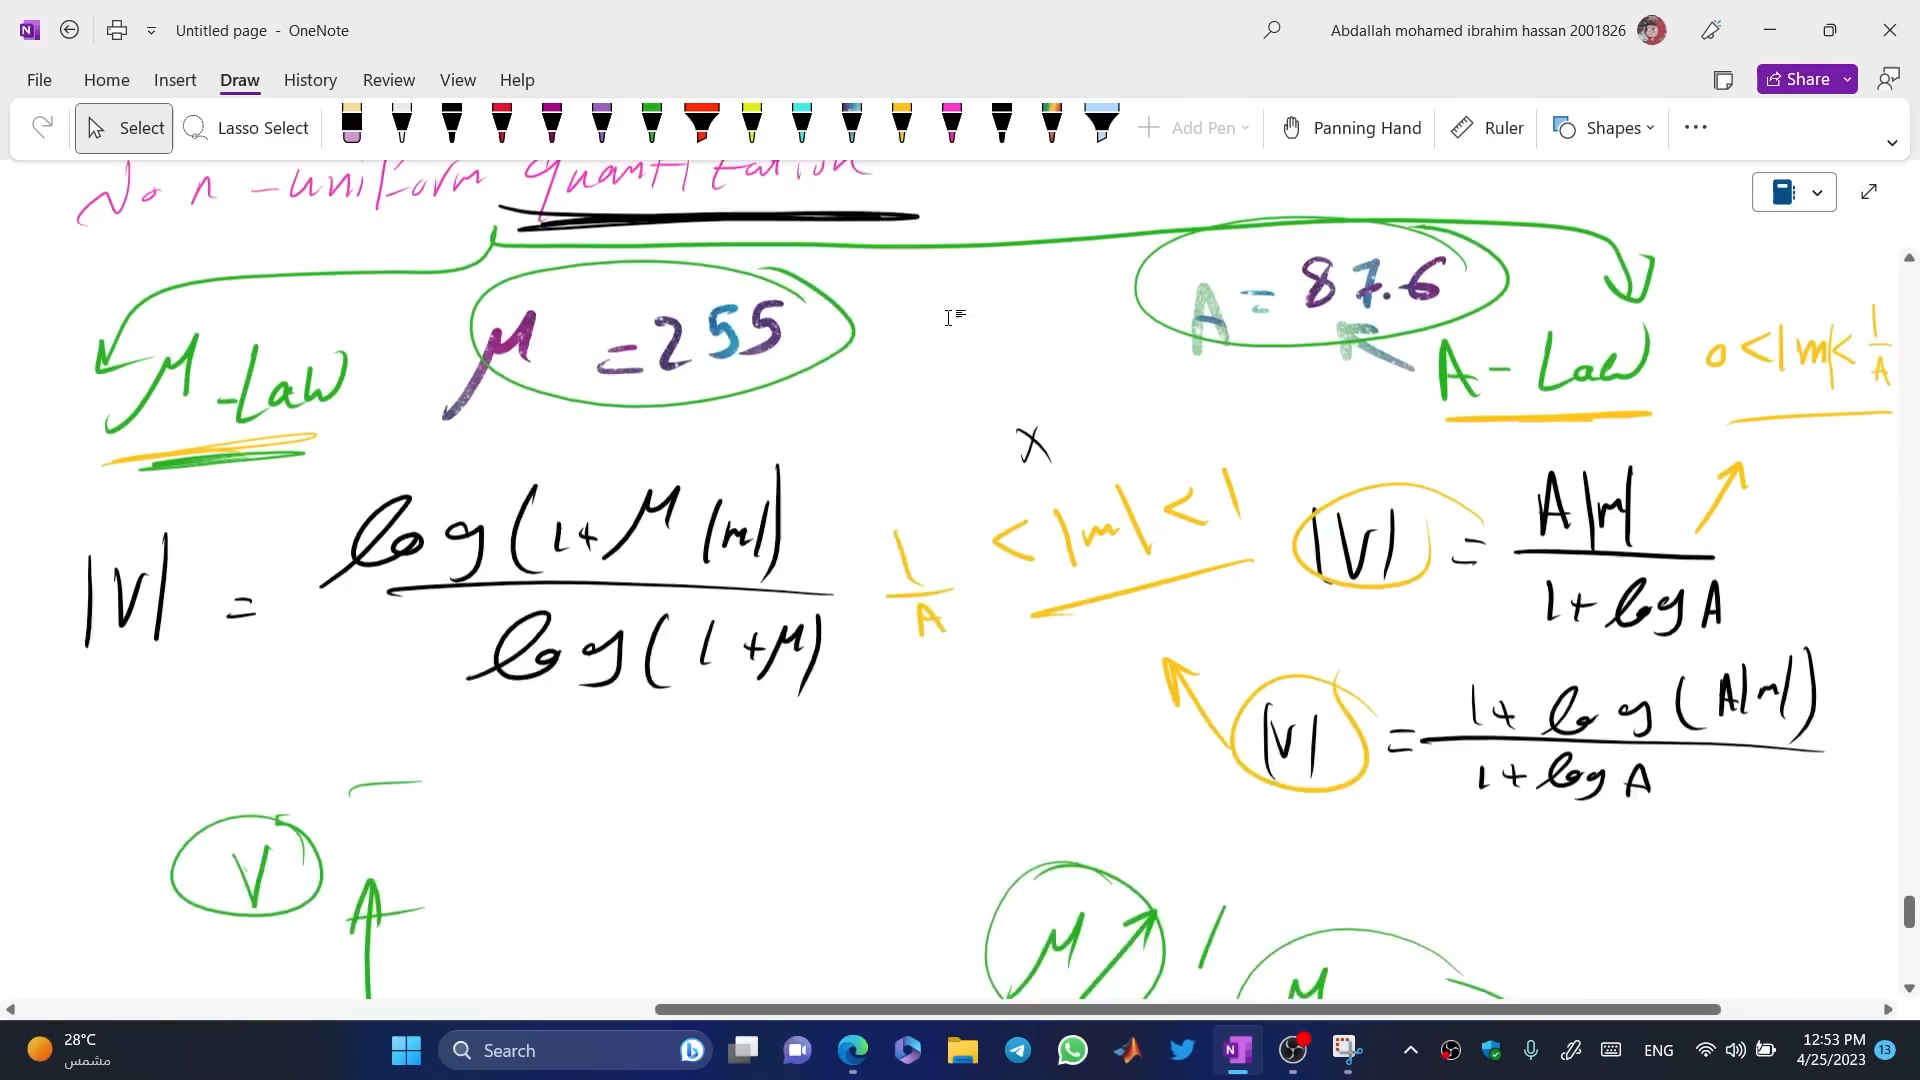 Untitled page - OneNote
Abdallah mohamed ibrahim hassan 2001826
File Home Insert Draw History Review View Help
Share
Select Lasso Select Add Pen Panning Hand Ruler Shapes
Non-uniform quantization
μ = 255
A = 87.6
μ-Law
A-Law
0 < |m| < 1/A
x
|V| = log(1+μ|m|) / log(1+μ)
1/A < |m| < 1
|V| = A|m| / 1+log A
|V| = 1+log(A|m|) / 1+log A
V
μ
μ
28°C
مشمس
Search
ENG
12:53 PM
4/25/2023
13